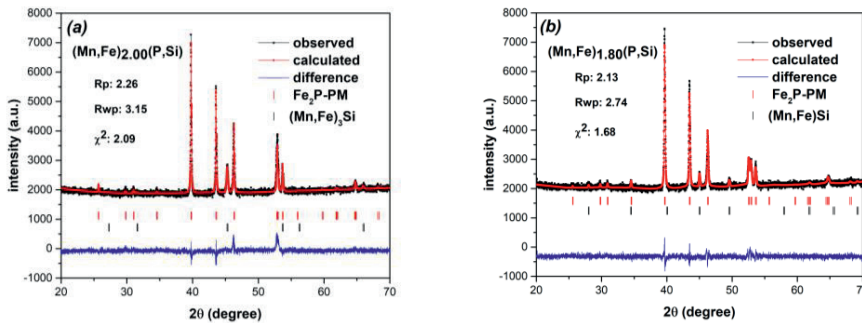 (a)
(Mn,Fe)2.00(P,Si)
Rp: 2.26
Rwp: 3.15
χ2: 2.09
observed
calculated
difference
Fe2P-PM
(Mn,Fe)3Si
intensity (a.u.)
8000
7000
6000
5000
4000
3000
2000
1000
0
-1000
20 30 40 50 60 70
2θ (degree)
(b)
(Mn,Fe)1.80(P,Si)
Rp: 2.13
Rwp: 2.74
χ2: 1.68
observed
calculated
difference
Fe2P-PM
(Mn,Fe)Si
intensity (a.u.)
8000
7000
6000
5000
4000
3000
2000
1000
0
-1000
20 30 40 50 60 70
2θ (degree)